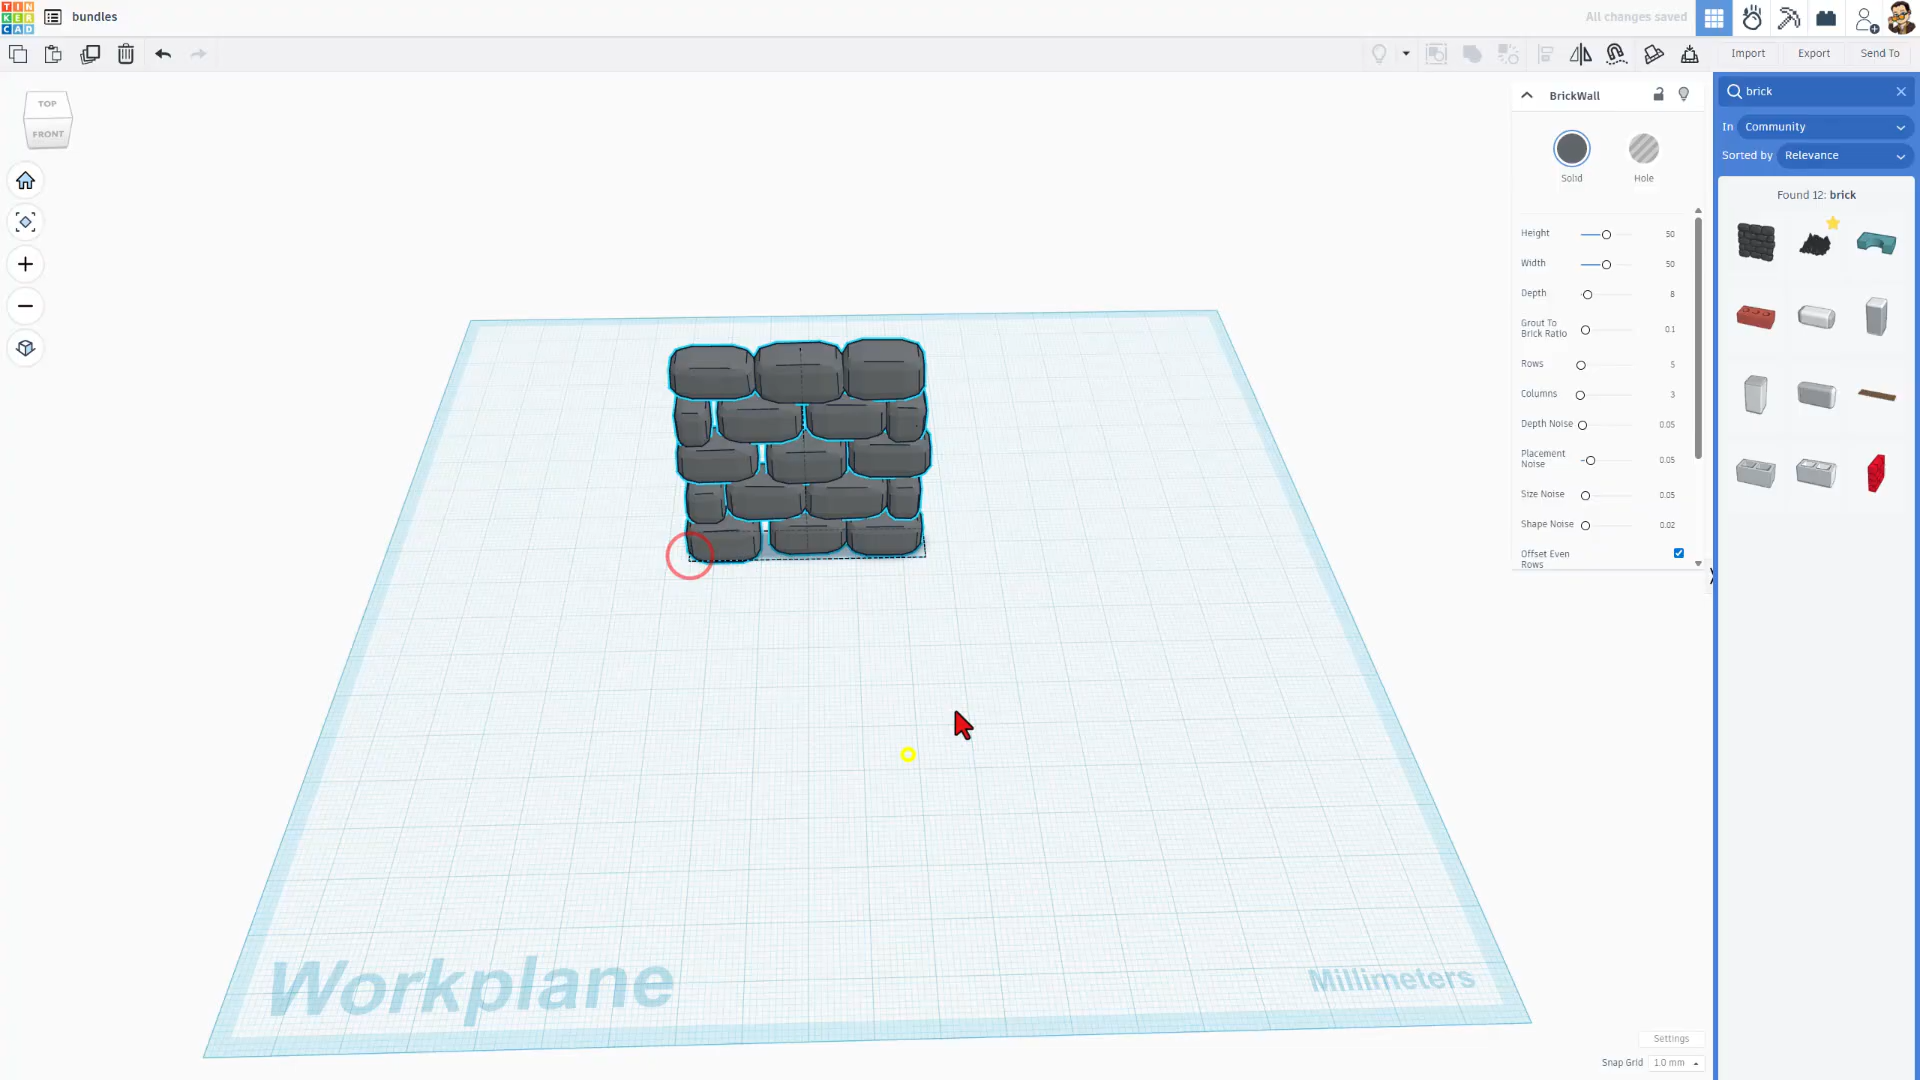 TIN
KER
CAD
bundles
All changes saved
Import
Export
Send To
TOP
FRONT
BrickWall
Solid
Hole
Height
50
Width
50
Depth
8
Grout To
Brick Ratio
0.1
Rows
5
Columns
3
Depth Noise
0.05
Placement
Noise
0.05
Size Noise
0.05
Shape Noise
0.02
Offset Even
Rows
brick
In
Community
Sorted by
Relevance
Found 12: brick
Workplane
Millimeters
Settings
Snap Grid
1.0 mm